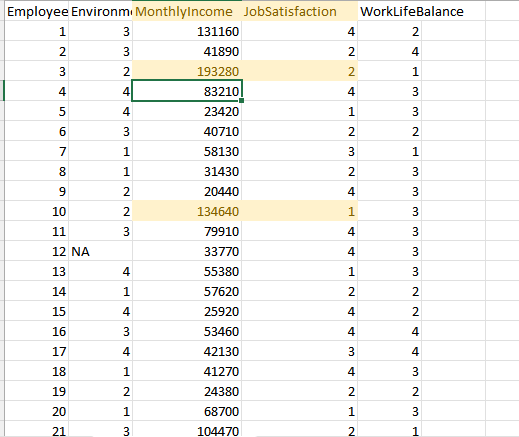 Employee Environm MonthlyIncome JobSatisfaction WorkLifeBalance
1 3 131160 4 2
2 3 41890 2 4
3 2 193280 2 1
4 4 83210 4 3
5 4 23420 1 3
6 3 40710 2 2
7 1 58130 3 1
8 1 31430 2 3
9 2 20440 4 3
10 2 134640 1 3
11 3 79910 4 3
12 NA 33770 4 3
13 4 55380 1 3
14 1 57620 2 2
15 4 25920 4 2
16 3 53460 4 4
17 4 42130 3 4
18 1 41270 4 3
19 2 24380 2 2
20 1 68700 1 3
21 3 104470 2 1